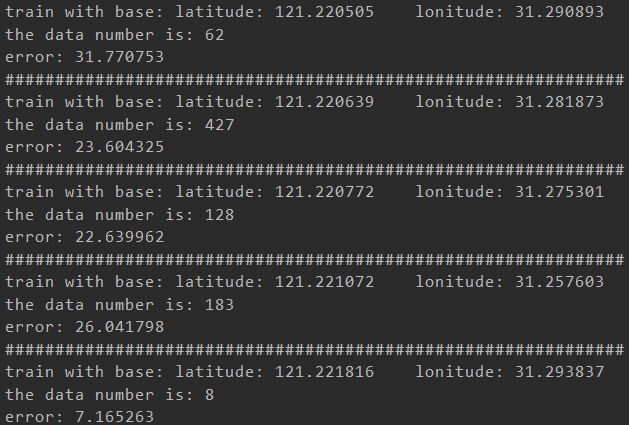 train with base: latitude: 121.220505    lonitude: 31.290893
the data number is: 62
error: 31.770753
##############################################################
train with base: latitude: 121.220639    lonitude: 31.281873
the data number is: 427
error: 23.604325
##############################################################
train with base: latitude: 121.220772    lonitude: 31.275301
the data number is: 128
error: 22.639962
##############################################################
train with base: latitude: 121.221072    lonitude: 31.257603
the data number is: 183
error: 26.041798
##############################################################
train with base: latitude: 121.221816    lonitude: 31.293837
the data number is: 8
error: 7.165263